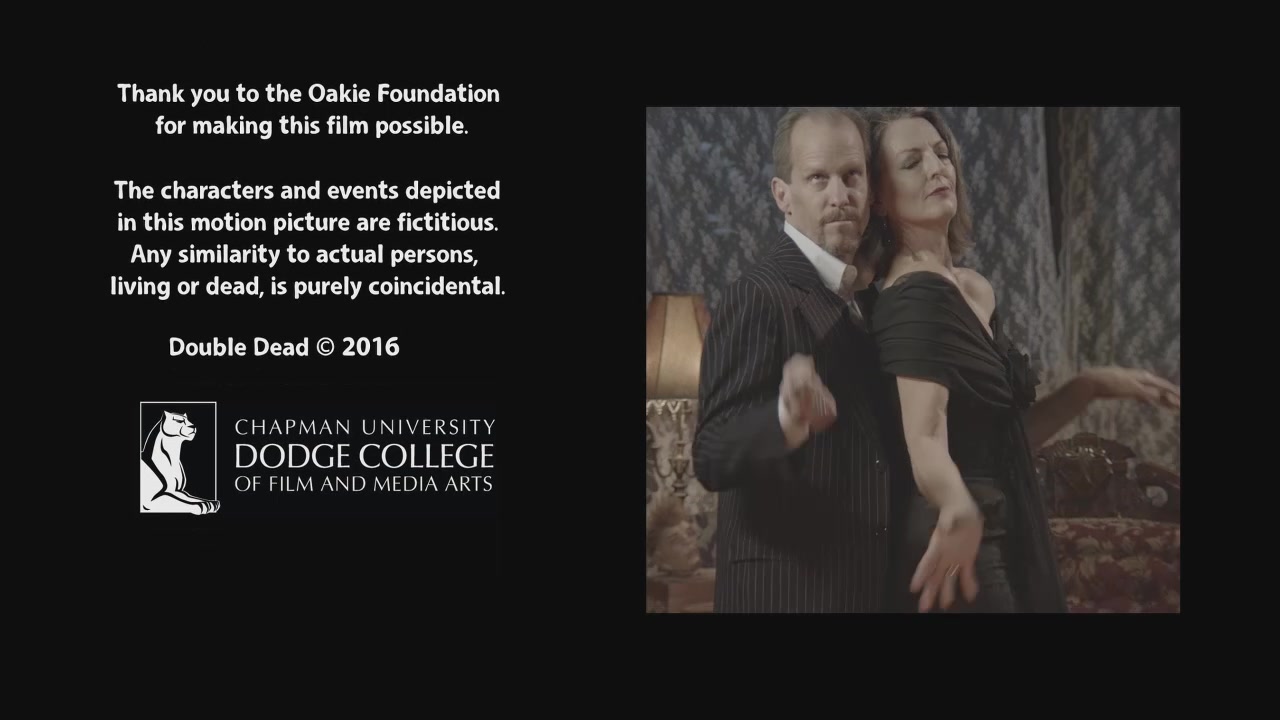 Thank you to the Oakie Foundation
for making this film possible.
The characters and events depicted
in this motion picture are fictitious.
Any similarity to actual persons,
living or dead, is purely coincidental.
Double Dead © 2016
CHAPMAN UNIVERSITY
DODGE COLLEGE
OF FILM AND MEDIA ARTS